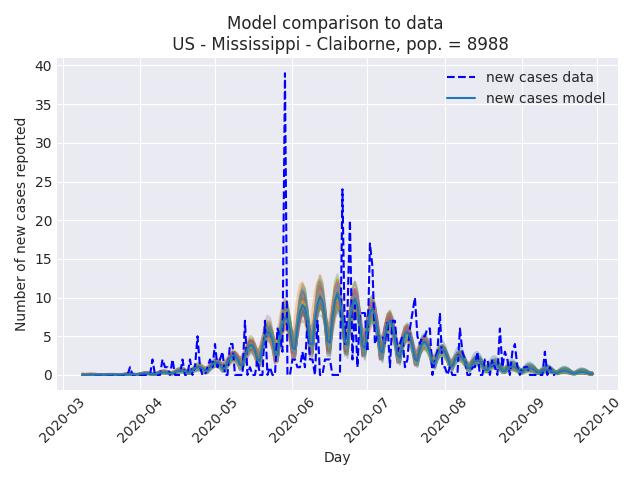 Model comparison to data
US - Mississippi - Claiborne, pop. = 8988
new cases data
new cases model
Number of new cases reported
40
35
30
25
20
15
10
5
0
2020-03
2020-04
2020-05
2020-06
2020-07
2020-08
2020-09
2020-10
Day